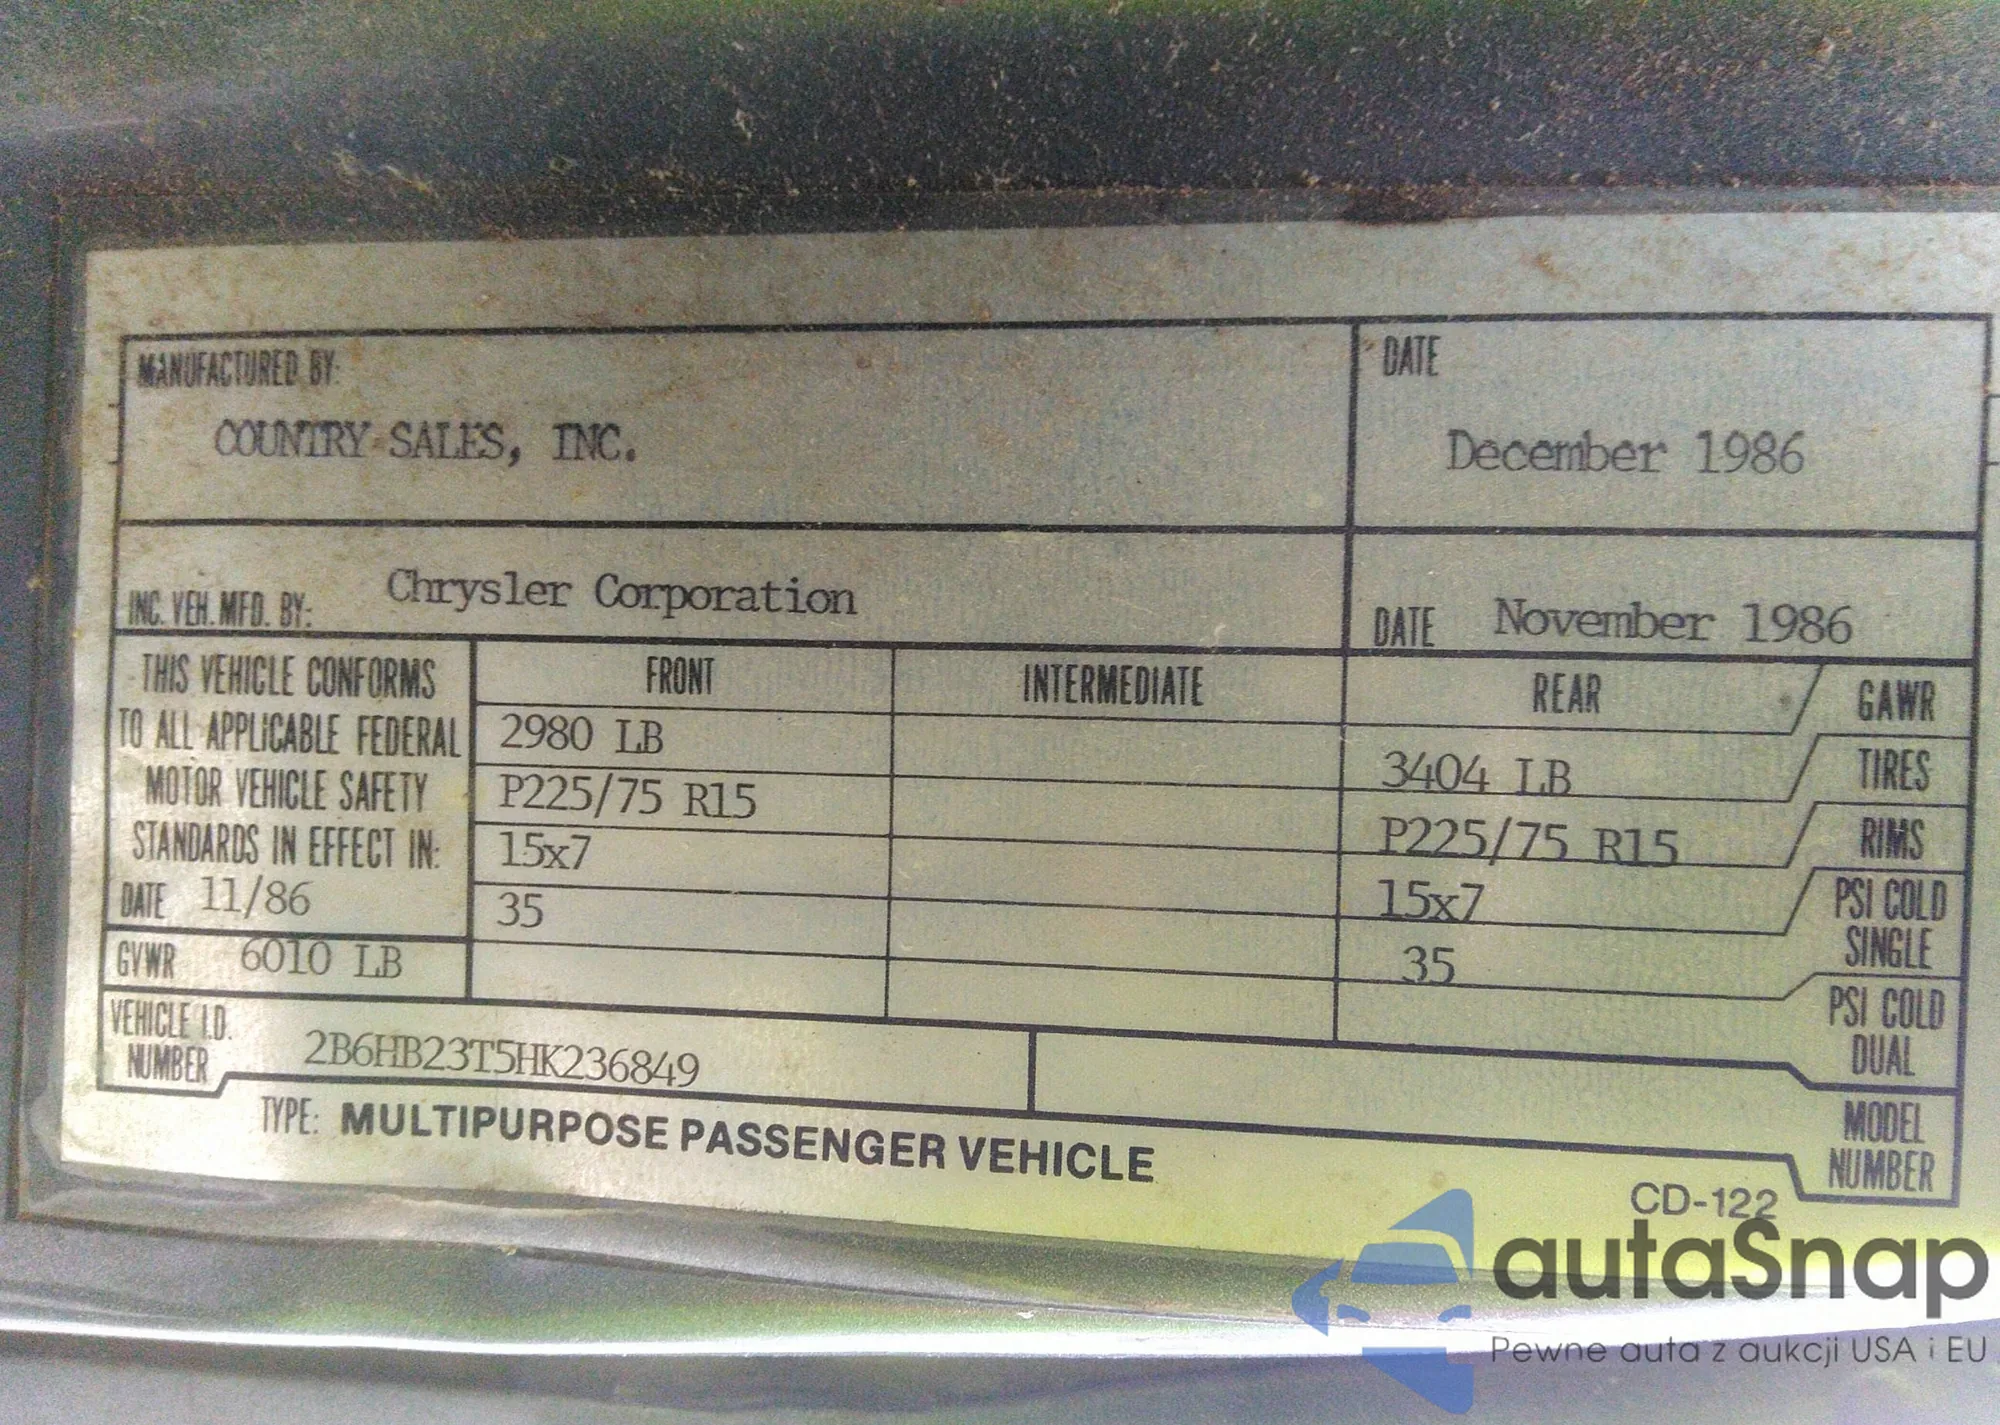 MANUFACTURED BY:
COUNTRY SALES, INC.
DATE
December 1986
INC. VEH. MFD. BY:
Chrysler Corporation
DATE November 1986
THIS VEHICLE CONFORMS
TO ALL APPLICABLE FEDERAL
MOTOR VEHICLE SAFETY
STANDARDS IN EFFECT IN:
DATE 11/86
GVWR 6010 LB
FRONT INTERMEDIATE REAR GAWR
2980 LB 3404 LB TIRES
P225/75 R15 P225/75 R15 RIMS
15x7 15x7 PSI COLD
SINGLE
35 35 PSI COLD
DUAL
VEHICLE I.D.
NUMBER
2B6HB23T5HK236849
MODEL
NUMBER
TYPE: MULTIPURPOSE PASSENGER VEHICLE
CD-122
autaSnap
Pewne auta z aukcji USA i EU